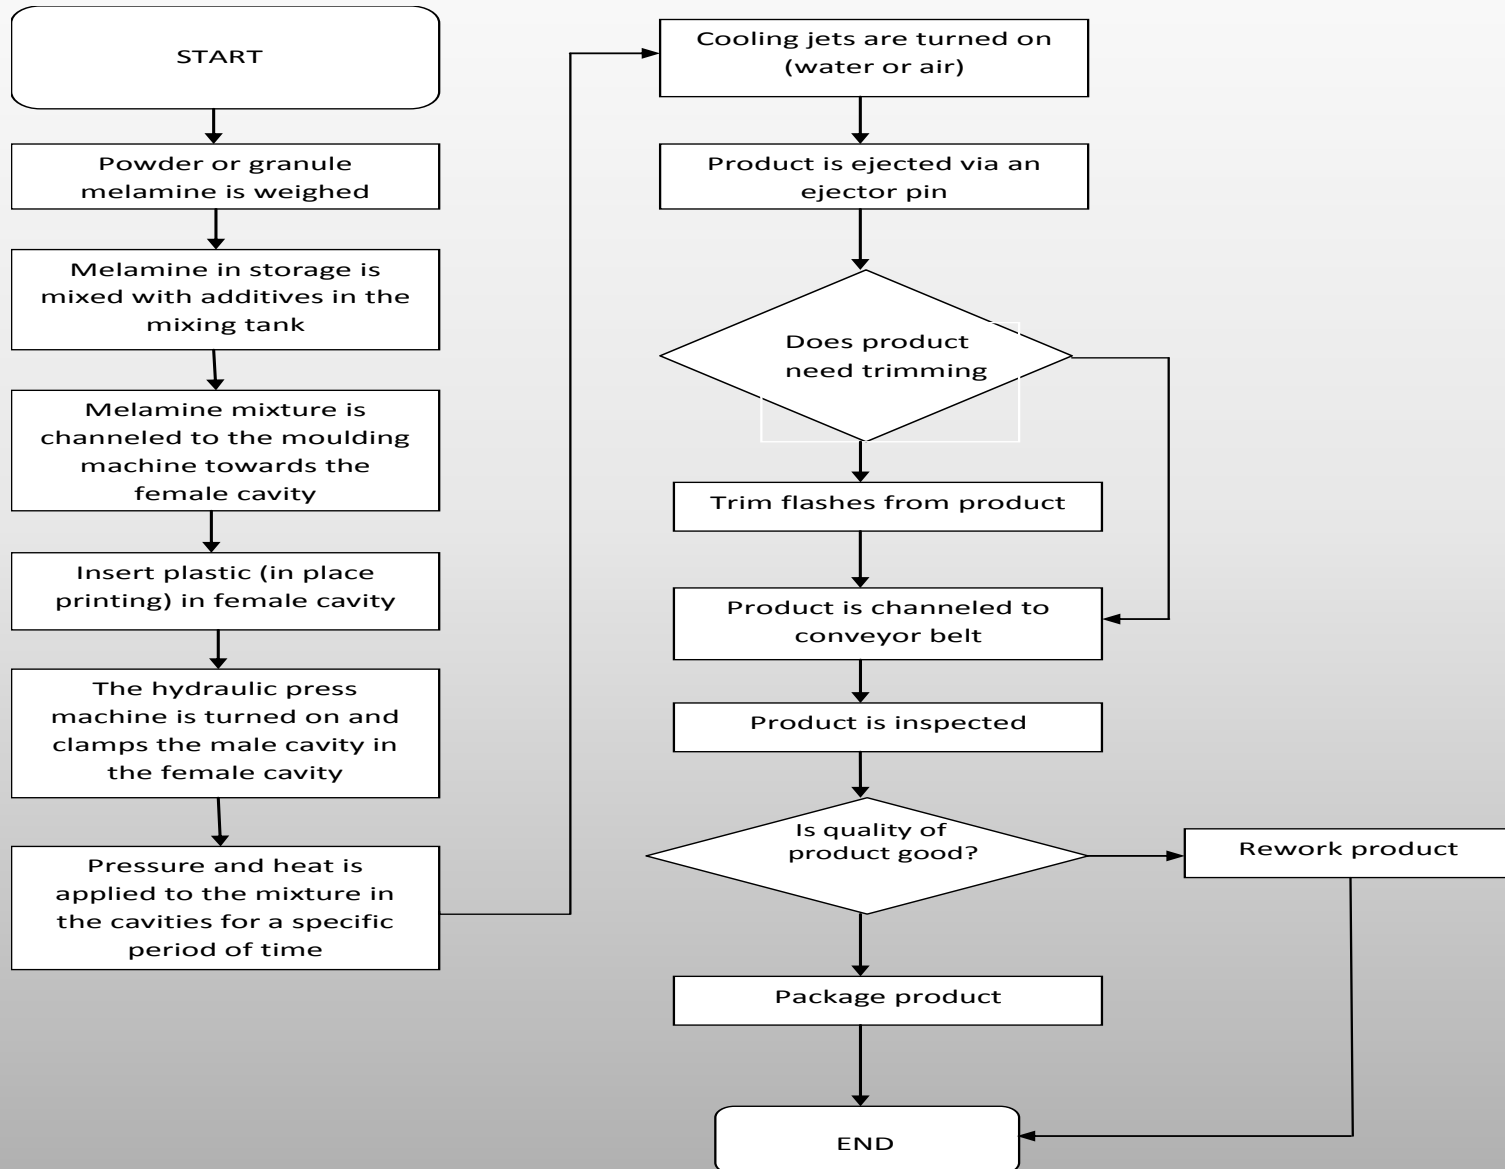 START
Powder or granule
melamine is weighed
Melamine in storage is
mixed with additives in the
mixing tank
Melamine mixture is
channeled to the moulding
machine towards the
female cavity
Insert plastic (in place
printing) in female cavity
The hydraulic press
machine is turned on and
clamps the male cavity in
the female cavity
Pressure and heat is
applied to the mixture in
the cavities for a specific
period of time
Cooling jets are turned on
(water or air)
Product is ejected via an
ejector pin
Does product
need trimming
Trim flashes from product
Product is channeled to
conveyor belt
Product is inspected
Is quality of
product good?
Rework product
Package product
END